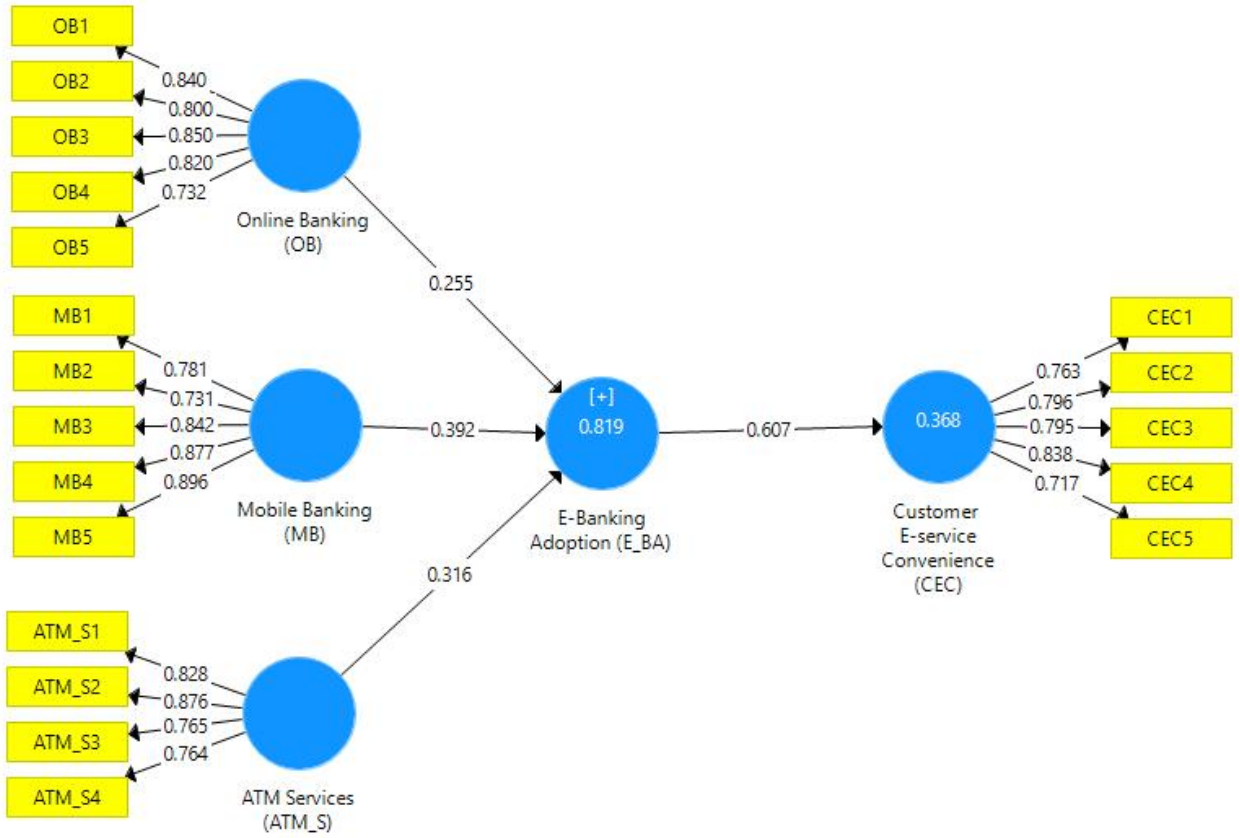 OB1
OB2
OB3
OB4
OB5
0.840
0.800
0.850
0.820
0.732
Online Banking
(OB)
0.255
MB1
MB2
MB3
MB4
MB5
0.781
0.731
0.842
0.877
0.896
Mobile Banking
(MB)
0.392
ATM_S1
ATM_S2
ATM_S3
ATM_S4
0.828
0.876
0.765
0.764
ATM Services
(ATM_S)
0.316
[+]
0.819
E-Banking
Adoption (E_BA)
0.607
0.368
Customer
E-service
Convenience
(CEC)
0.763
0.796
0.795
0.838
0.717
CEC1
CEC2
CEC3
CEC4
CEC5